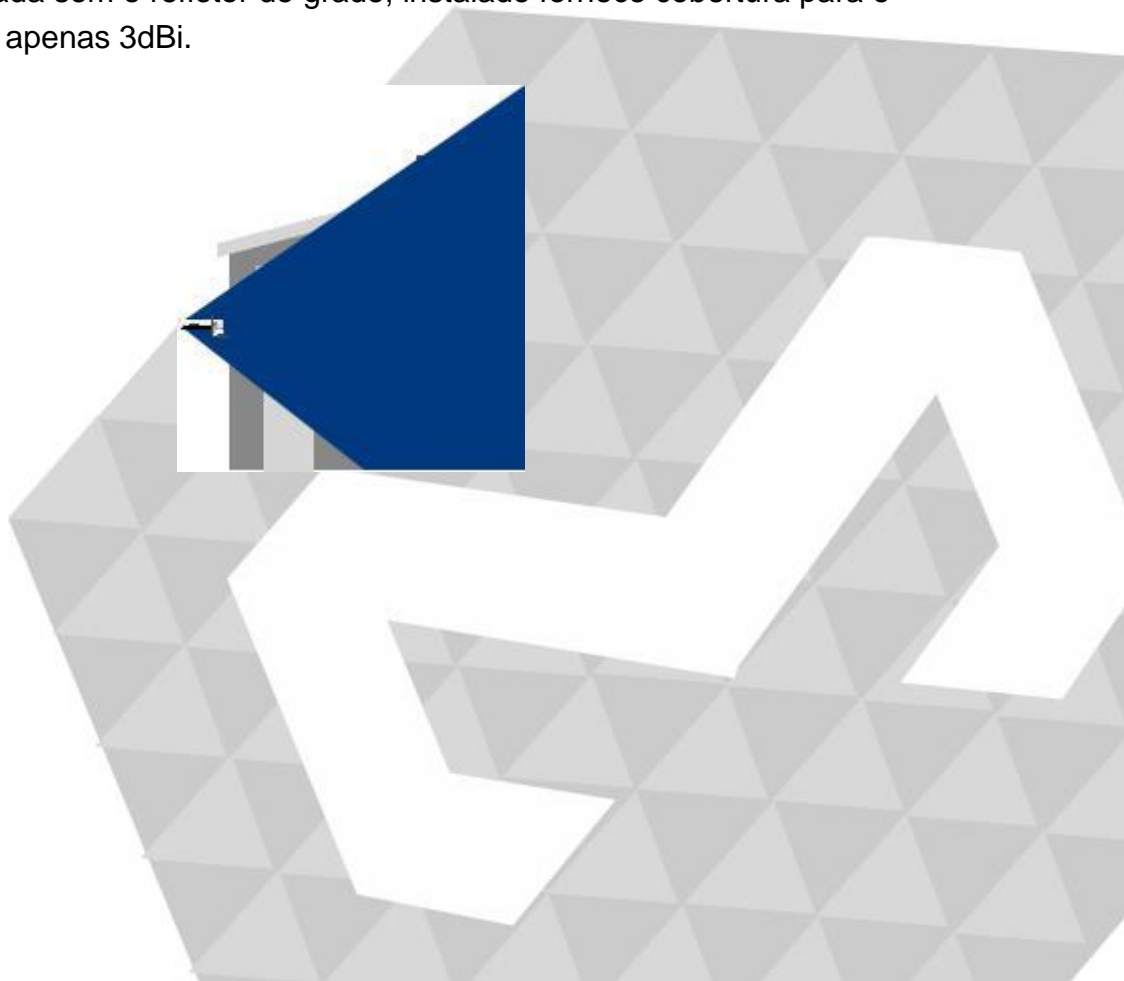 ada sem o refletor de grade, instalado fornece cobertura para o
apenas 3dBi.